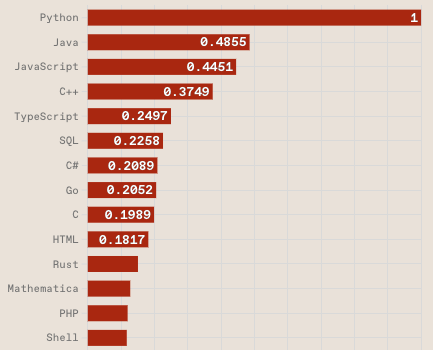 Python 1
Java 0.4855
JavaScript 0.4451
C++ 0.3749
TypeScript 0.2497
SQL 0.2258
C# 0.2089
Go 0.2052
C 0.1989
HTML 0.1817
Rust
Mathematica
PHP
Shell